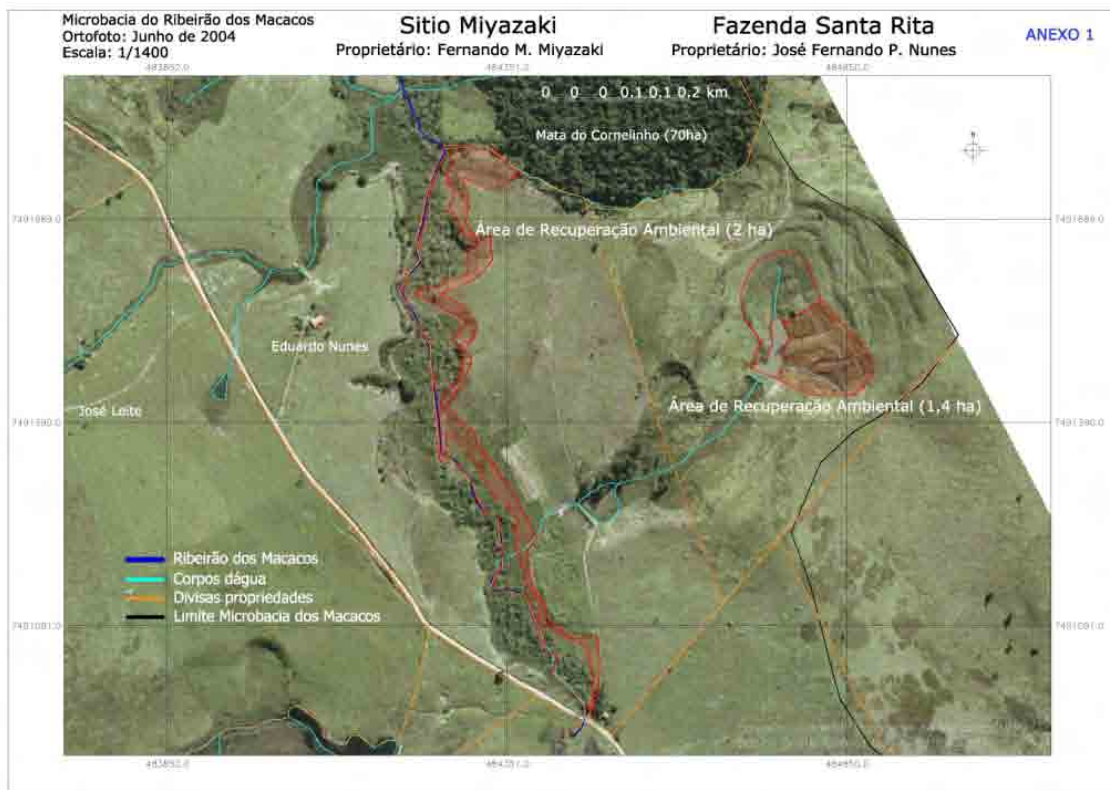 Microbacia do Ribeirão dos Macacos
Ortofoto: Junho de 2004
Escala: 1/1400
Sitio Miyazaki
Proprietário: Fernando M. Miyazaki
Fazenda Santa Rita
Proprietário: José Fernando P. Nunes
ANEXO 1
0 0 0 0.1 0.1 0.2 km
Mata do Cornelinho (70ha)
Área de Recuperação Ambiental (2 ha)
Eduardo Nunes
José Leite
Área de Recuperação Ambiental (1,4 ha)
Ribeirão dos Macacos
Corpos dágua
Divisas propriedades
Limite Microbacia dos Macacos